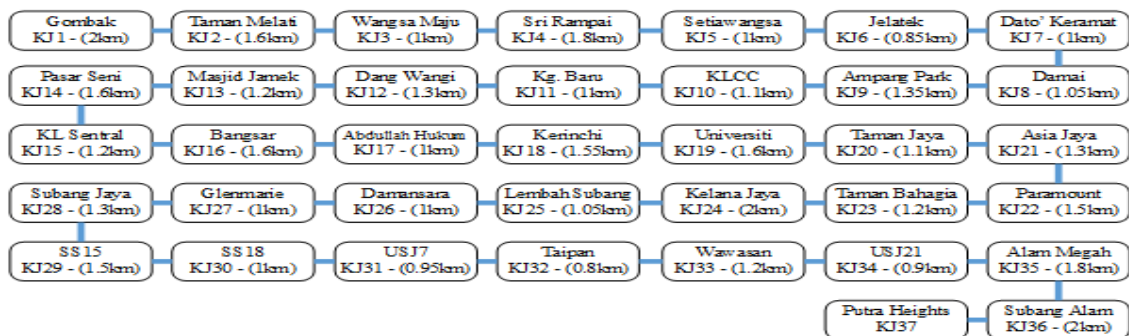 Gombak
KJ1 - (2km)
Taman Melati
KJ2 - (1.6km)
Wangsa Maju
KJ3 - (1km)
Sri Rampai
KJ4 - (1.8km)
Setiawangsa
KJ5 - (1km)
Jelatek
KJ6 - (0.85km)
Dato' Keramat
KJ7 - (1km)
Pasar Seni
KJ14 - (1.6km)
Masjid Jamek
KJ13 - (1.2km)
Dang Wangi
KJ12 - (1.3km)
Kg. Baru
KJ11 - (1km)
KLCC
KJ10 - (1.1km)
Ampang Park
KJ9 - (1.35km)
Damai
KJ8 - (1.05km)
KL Sentral
KJ15 - (1.2km)
Bangsar
KJ16 - (1.6km)
Abdullah Hukum
KJ17 - (1km)
Kerinchi
KJ18 - (1.55km)
Universiti
KJ19 - (1.6km)
Taman Jaya
KJ20 - (1.1km)
Asia Jaya
KJ21 - (1.3km)
Subang Jaya
KJ28 - (1.3km)
Glenmarie
KJ27 - (1km)
Damansara
KJ26 - (1km)
Lembah Subang
KJ25 - (1.05km)
Kelana Jaya
KJ24 - (2km)
Taman Bahagia
KJ23 - (1.2km)
Paramount
KJ22 - (1.5km)
SS15
KJ29 - (1.5km)
SS18
KJ30 - (1km)
USJ7
KJ31 - (0.95km)
Taipan
KJ32 - (0.8km)
Wawasan
KJ33 - (1.2km)
USJ21
KJ34 - (0.9km)
Alam Megah
KJ35 - (1.8km)
Putra Heights
KJ37
Subang Alam
KJ36 - (2km)